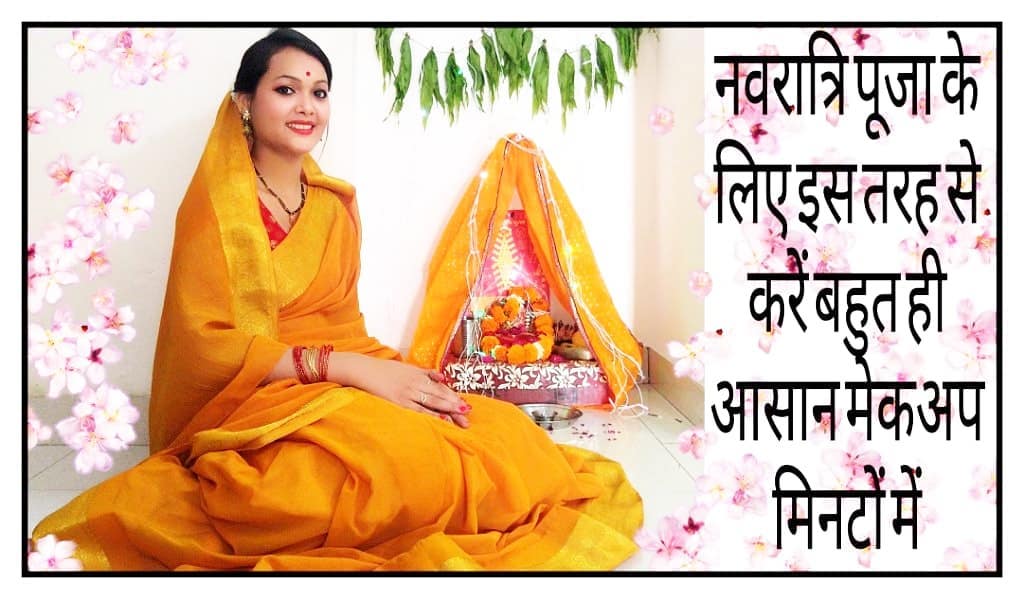 नवरात्रि पूजा के
लिए इस तरह से
करें बहुत ही
आसान मेकअप
मिनटों में